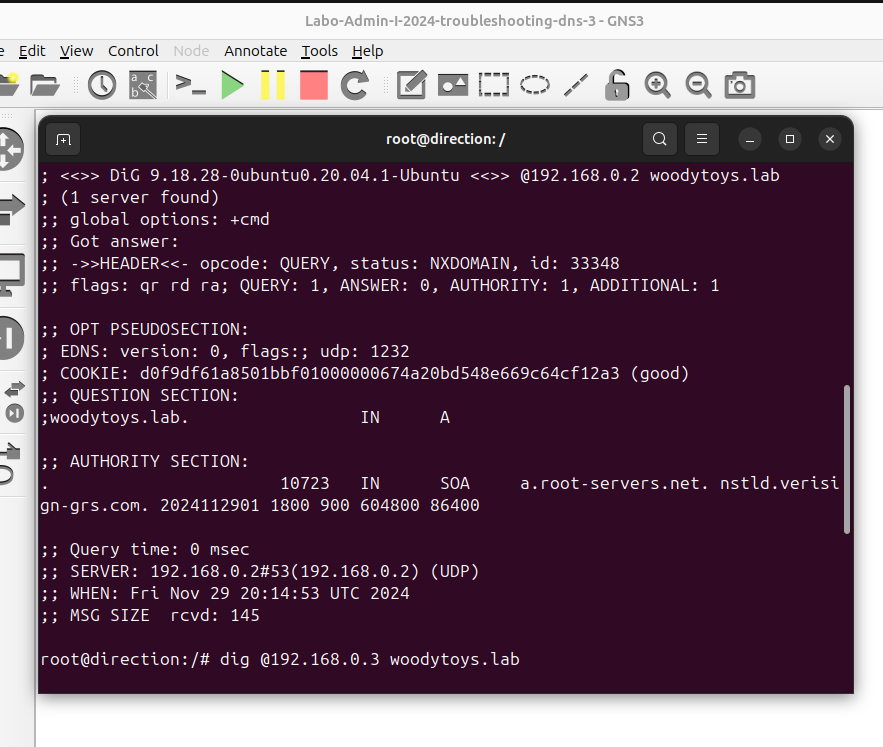 Labo-Admin-I-2024-troubleshooting-dns-3 - GNS3
e Edit View Control Node Annotate Tools Help
root@direction: /
; <<>> DiG 9.18.28-0ubuntu0.20.04.1-Ubuntu <<>> @192.168.0.2 woodytoys.lab
; (1 server found)
;; global options: +cmd
;; Got answer:
;; ->>HEADER<<- opcode: QUERY, status: NXDOMAIN, id: 33348
;; flags: qr rd ra; QUERY: 1, ANSWER: 0, AUTHORITY: 1, ADDITIONAL: 1
;; OPT PSEUDOSECTION:
; EDNS: version: 0, flags:; udp: 1232
; COOKIE: d0f9df61a8501bbf01000000674a20bd548e669c64cf12a3 (good)
;; QUESTION SECTION:
;woodytoys.lab. IN A
;; AUTHORITY SECTION:
. 10723 IN SOA a.root-servers.net. nstld.verisi
gn-grs.com. 2024112901 1800 900 604800 86400
;; Query time: 0 msec
;; SERVER: 192.168.0.2#53(192.168.0.2) (UDP)
;; WHEN: Fri Nov 29 20:14:53 UTC 2024
;; MSG SIZE rcvd: 145
root@direction:/# dig @192.168.0.3 woodytoys.lab